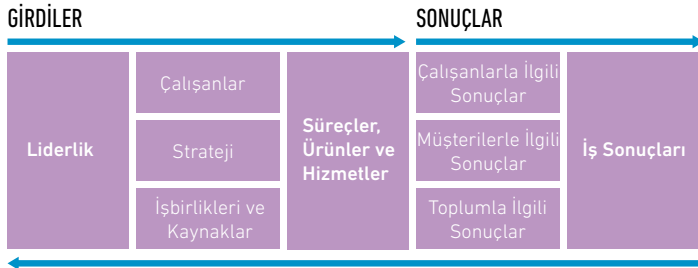 GİRDİLER
SONUÇLAR
Liderlik
Çalışanlar
Strateji
İşbirlikleri ve
Kaynaklar
Süreçler,
Ürünler ve
Hizmetler
Çalışanlarla İlgili
Sonuçlar
Müşterilerle İlgili
Sonuçlar
Toplumla İlgili
Sonuçlar
İş Sonuçları